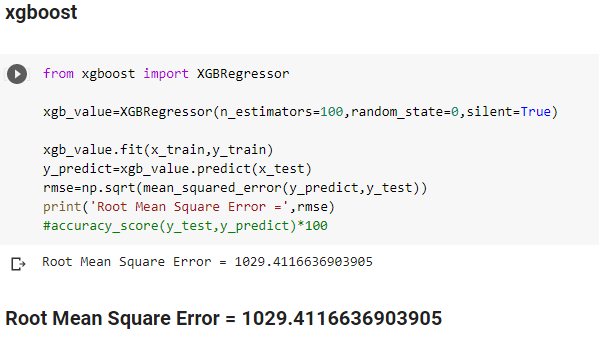 xgboost
from xgboost import XGBRegressor
xgb_value=XGBRegressor(n_estimators=100,random_state=0,silent=True)
xgb_value.fit(x_train,y_train)
y_predict=xgb_value.predict(x_test)
rmse=np.sqrt(mean_squared_error(y_predict,y_test))
print('Root Mean Square Error =',rmse)
#accuracy_score(y_test,y_predict)*100
Root Mean Square Error = 1029.4116636903905
Root Mean Square Error = 1029.4116636903905